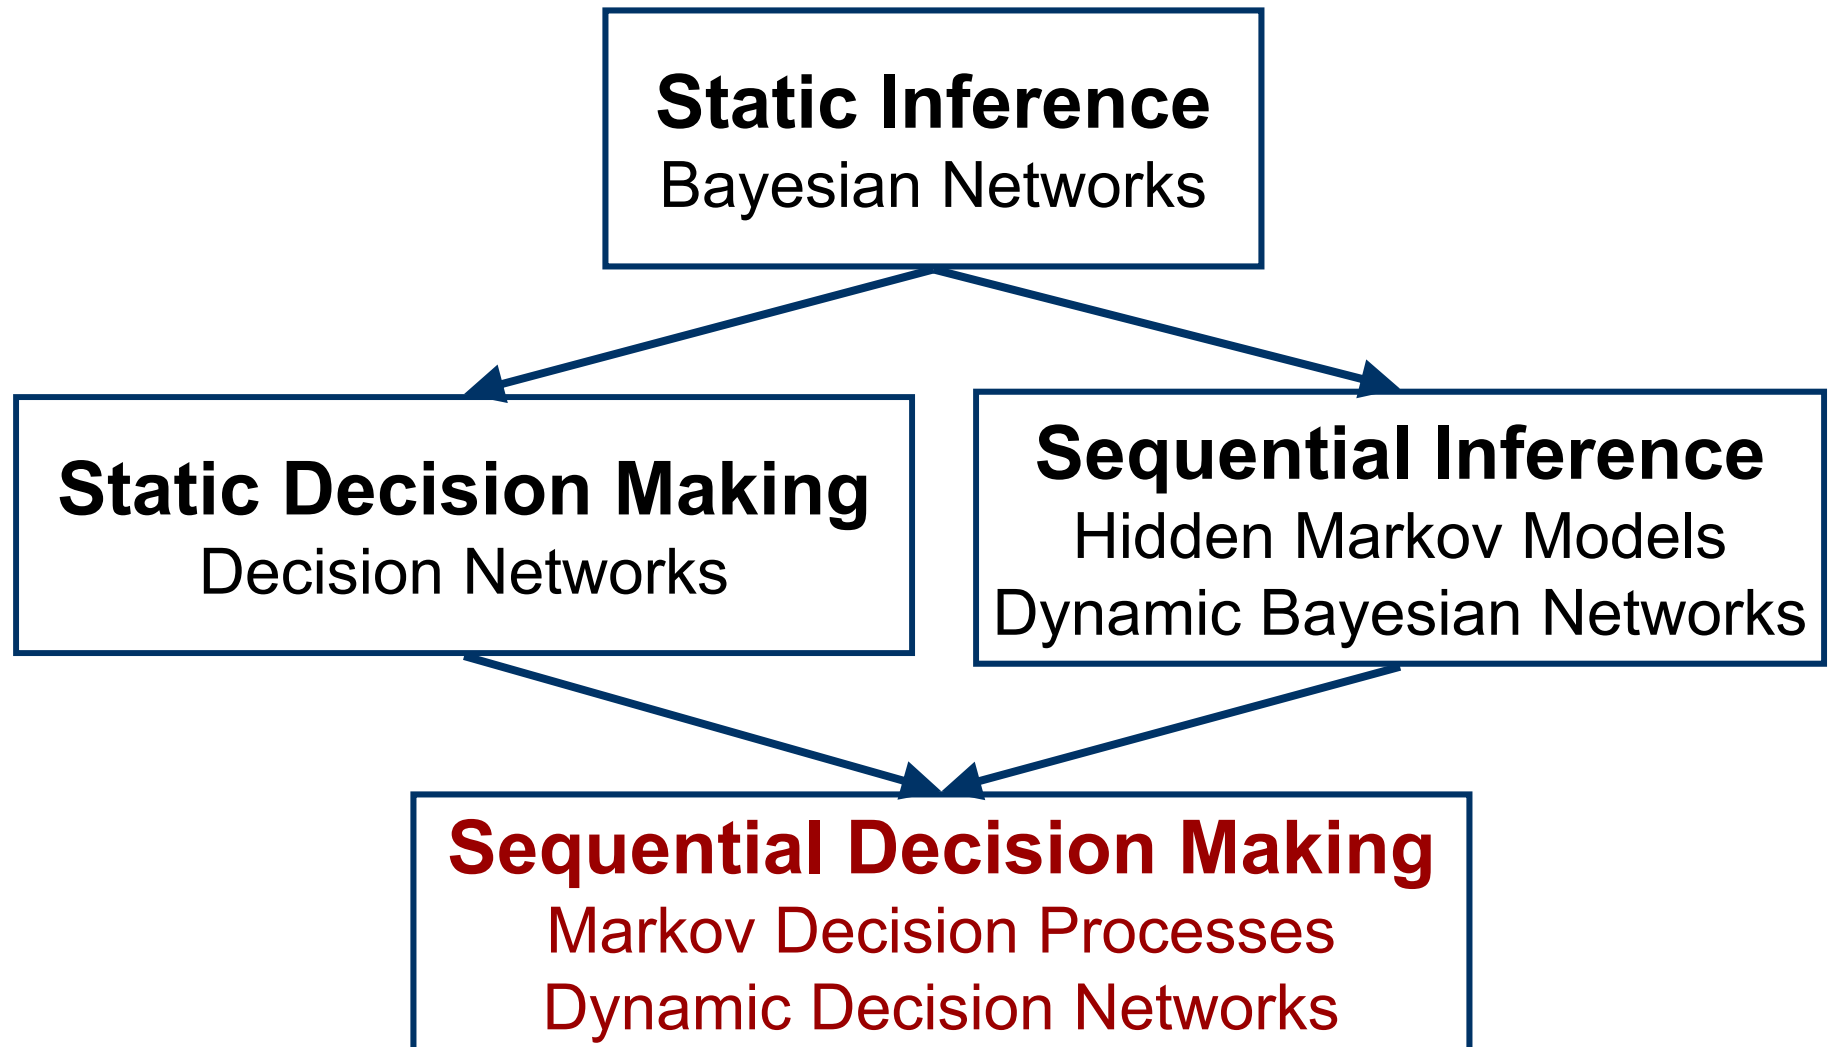 Static Inference
Bayesian Networks
Static Decision Making
Decision Networks
Sequential Inference
Hidden Markov Models
Dynamic Bayesian Networks
Sequential Decision Making
Markov Decision Processes
Dynamic Decision Networks